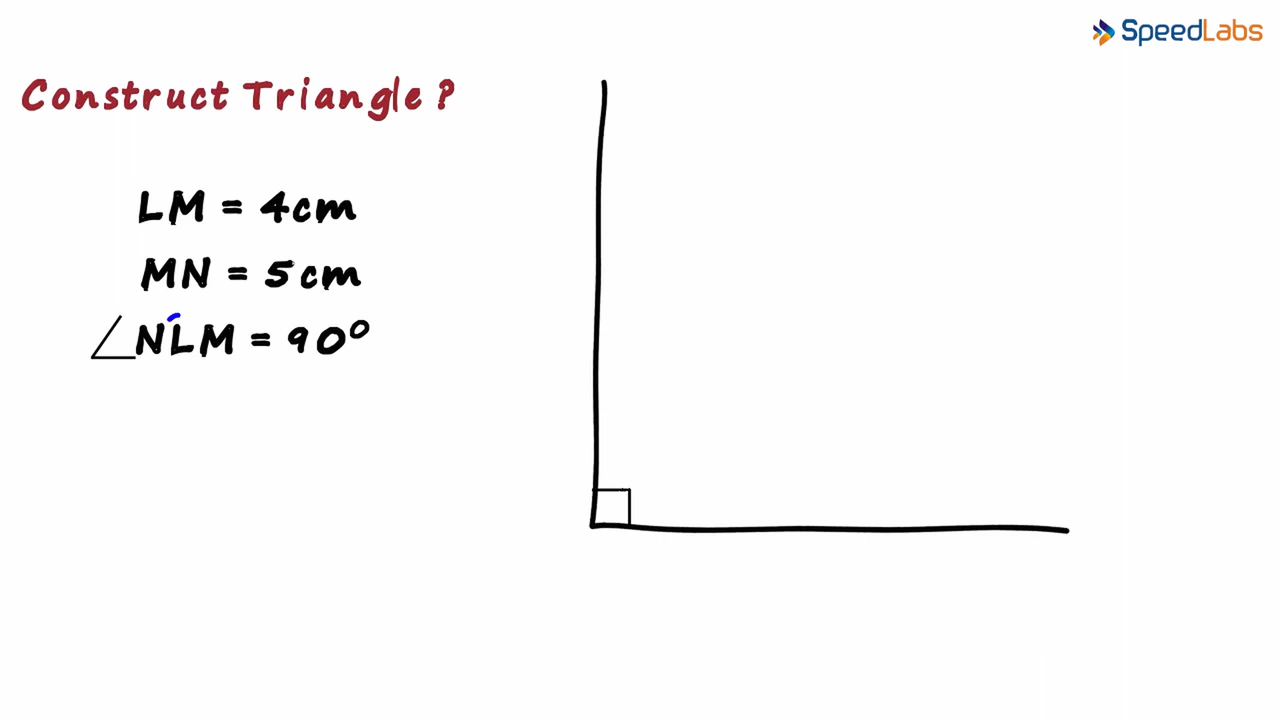 SpeedLabs
Construct Triangle ?
LM = 4cm
MN = 5cm
∠NLM = 90°